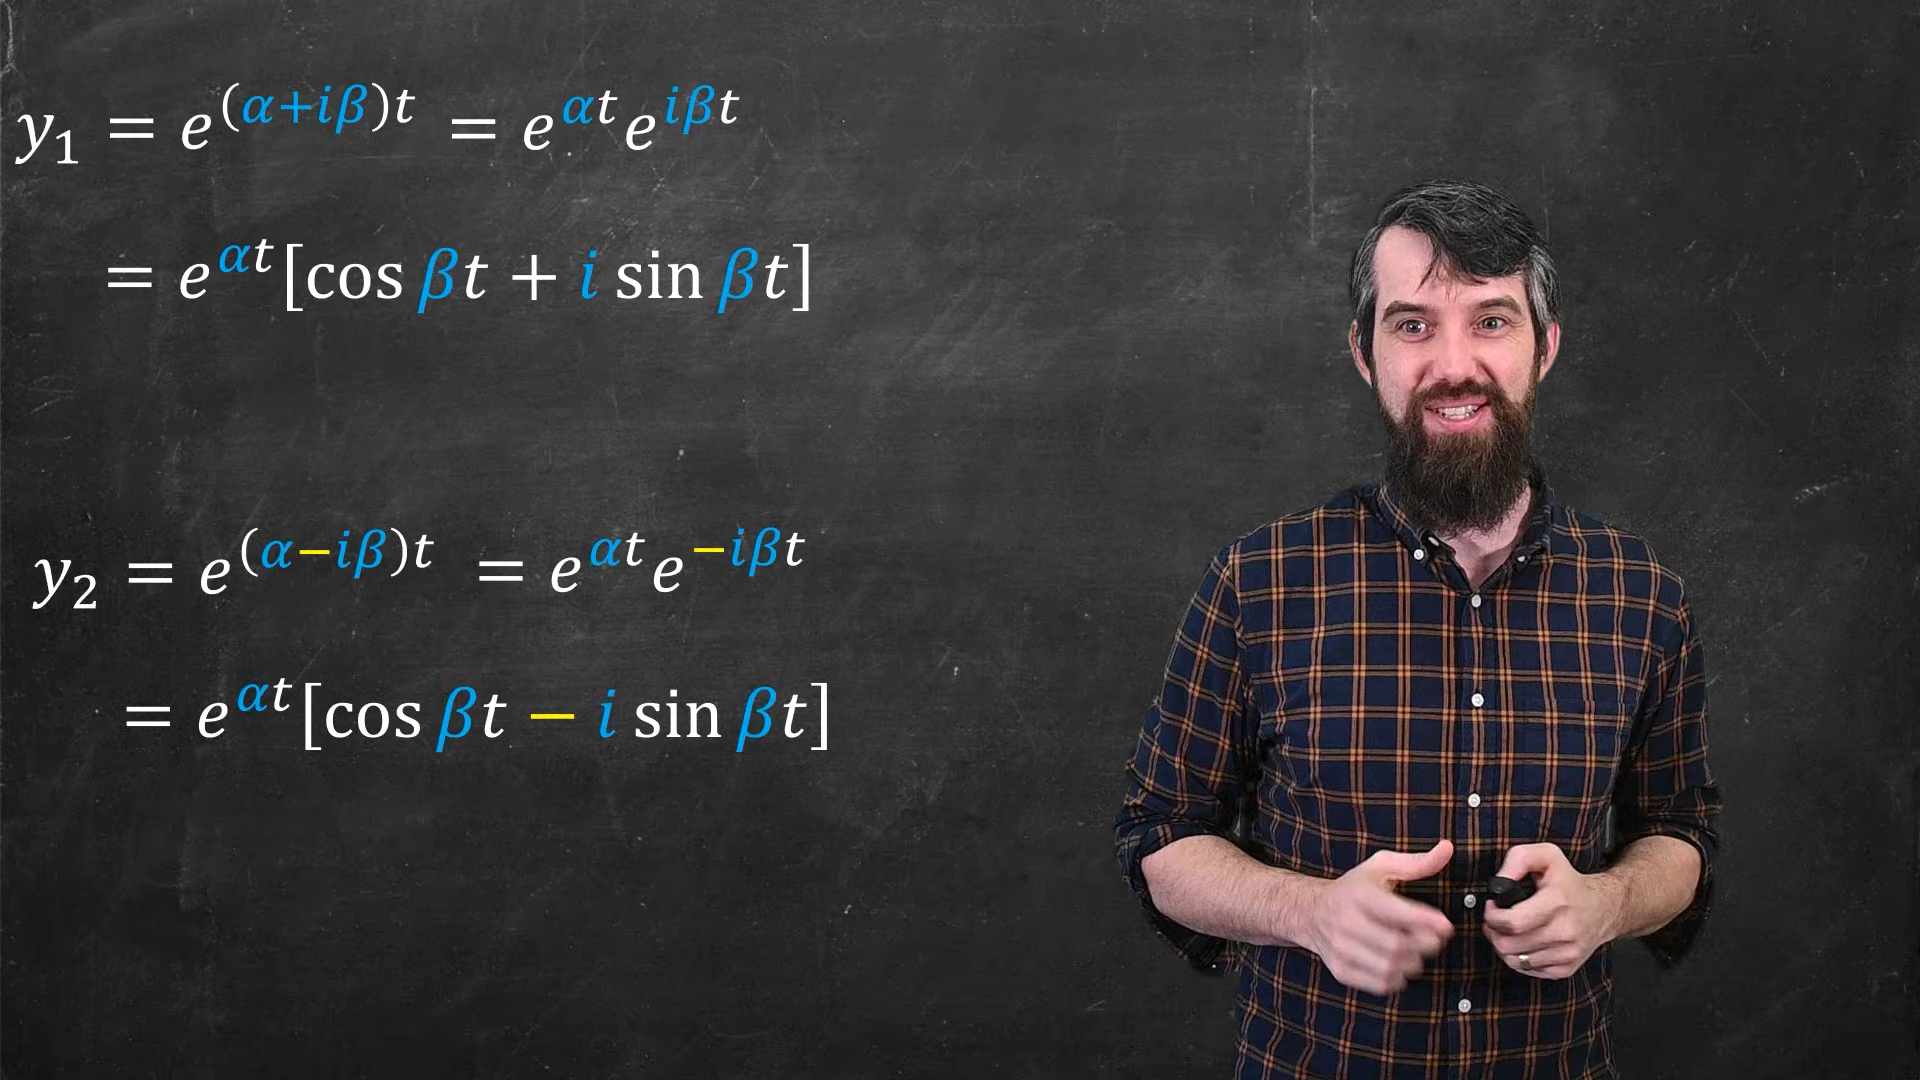 y₁ = e^{(α+iβ)t} = e^{αt}e^{iβt}
= e^{αt}[cos βt + i sin βt]
y₂ = e^{(α−iβ)t} = e^{αt}e^{−iβt}
= e^{αt}[cos βt − i sin βt]